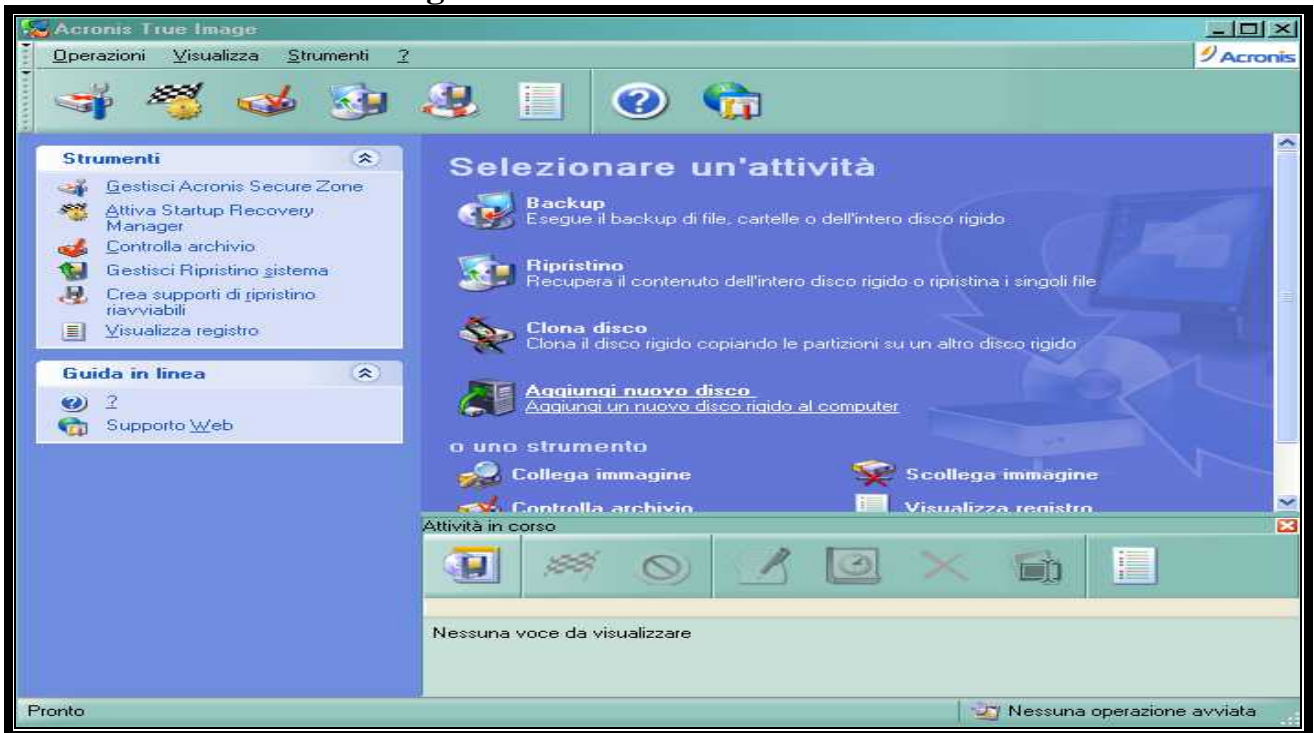 Acronis True Image
Operazioni Visualizza Strumenti ?
Acronis
Strumenti
Gestisci Acronis Secure Zone
Attiva Startup Recovery
Manager
Controlla archivio
Gestisci Ripristino sistema
Crea supporti di ripristino
riavviabili
Visualizza registro
Guida in linea
?
Supporto Web
Selezionare un'attività
Backup
Esegue il backup di file, cartelle o dell'intero disco rigido
Ripristino
Recupera il contenuto dell'intero disco rigido o ripristina i singoli file
Clona disco
Clona il disco rigido copiando le partizioni su un altro disco rigido
Aggiungi nuovo disco
Aggiungi un nuovo disco rigido al computer
o uno strumento
Collega immagine
Scollega immagine
Controlla archivio
Visualizza registro
Attività in corso
Nessuna voce da visualizzare
Pronto
Nessuna operazione avviata